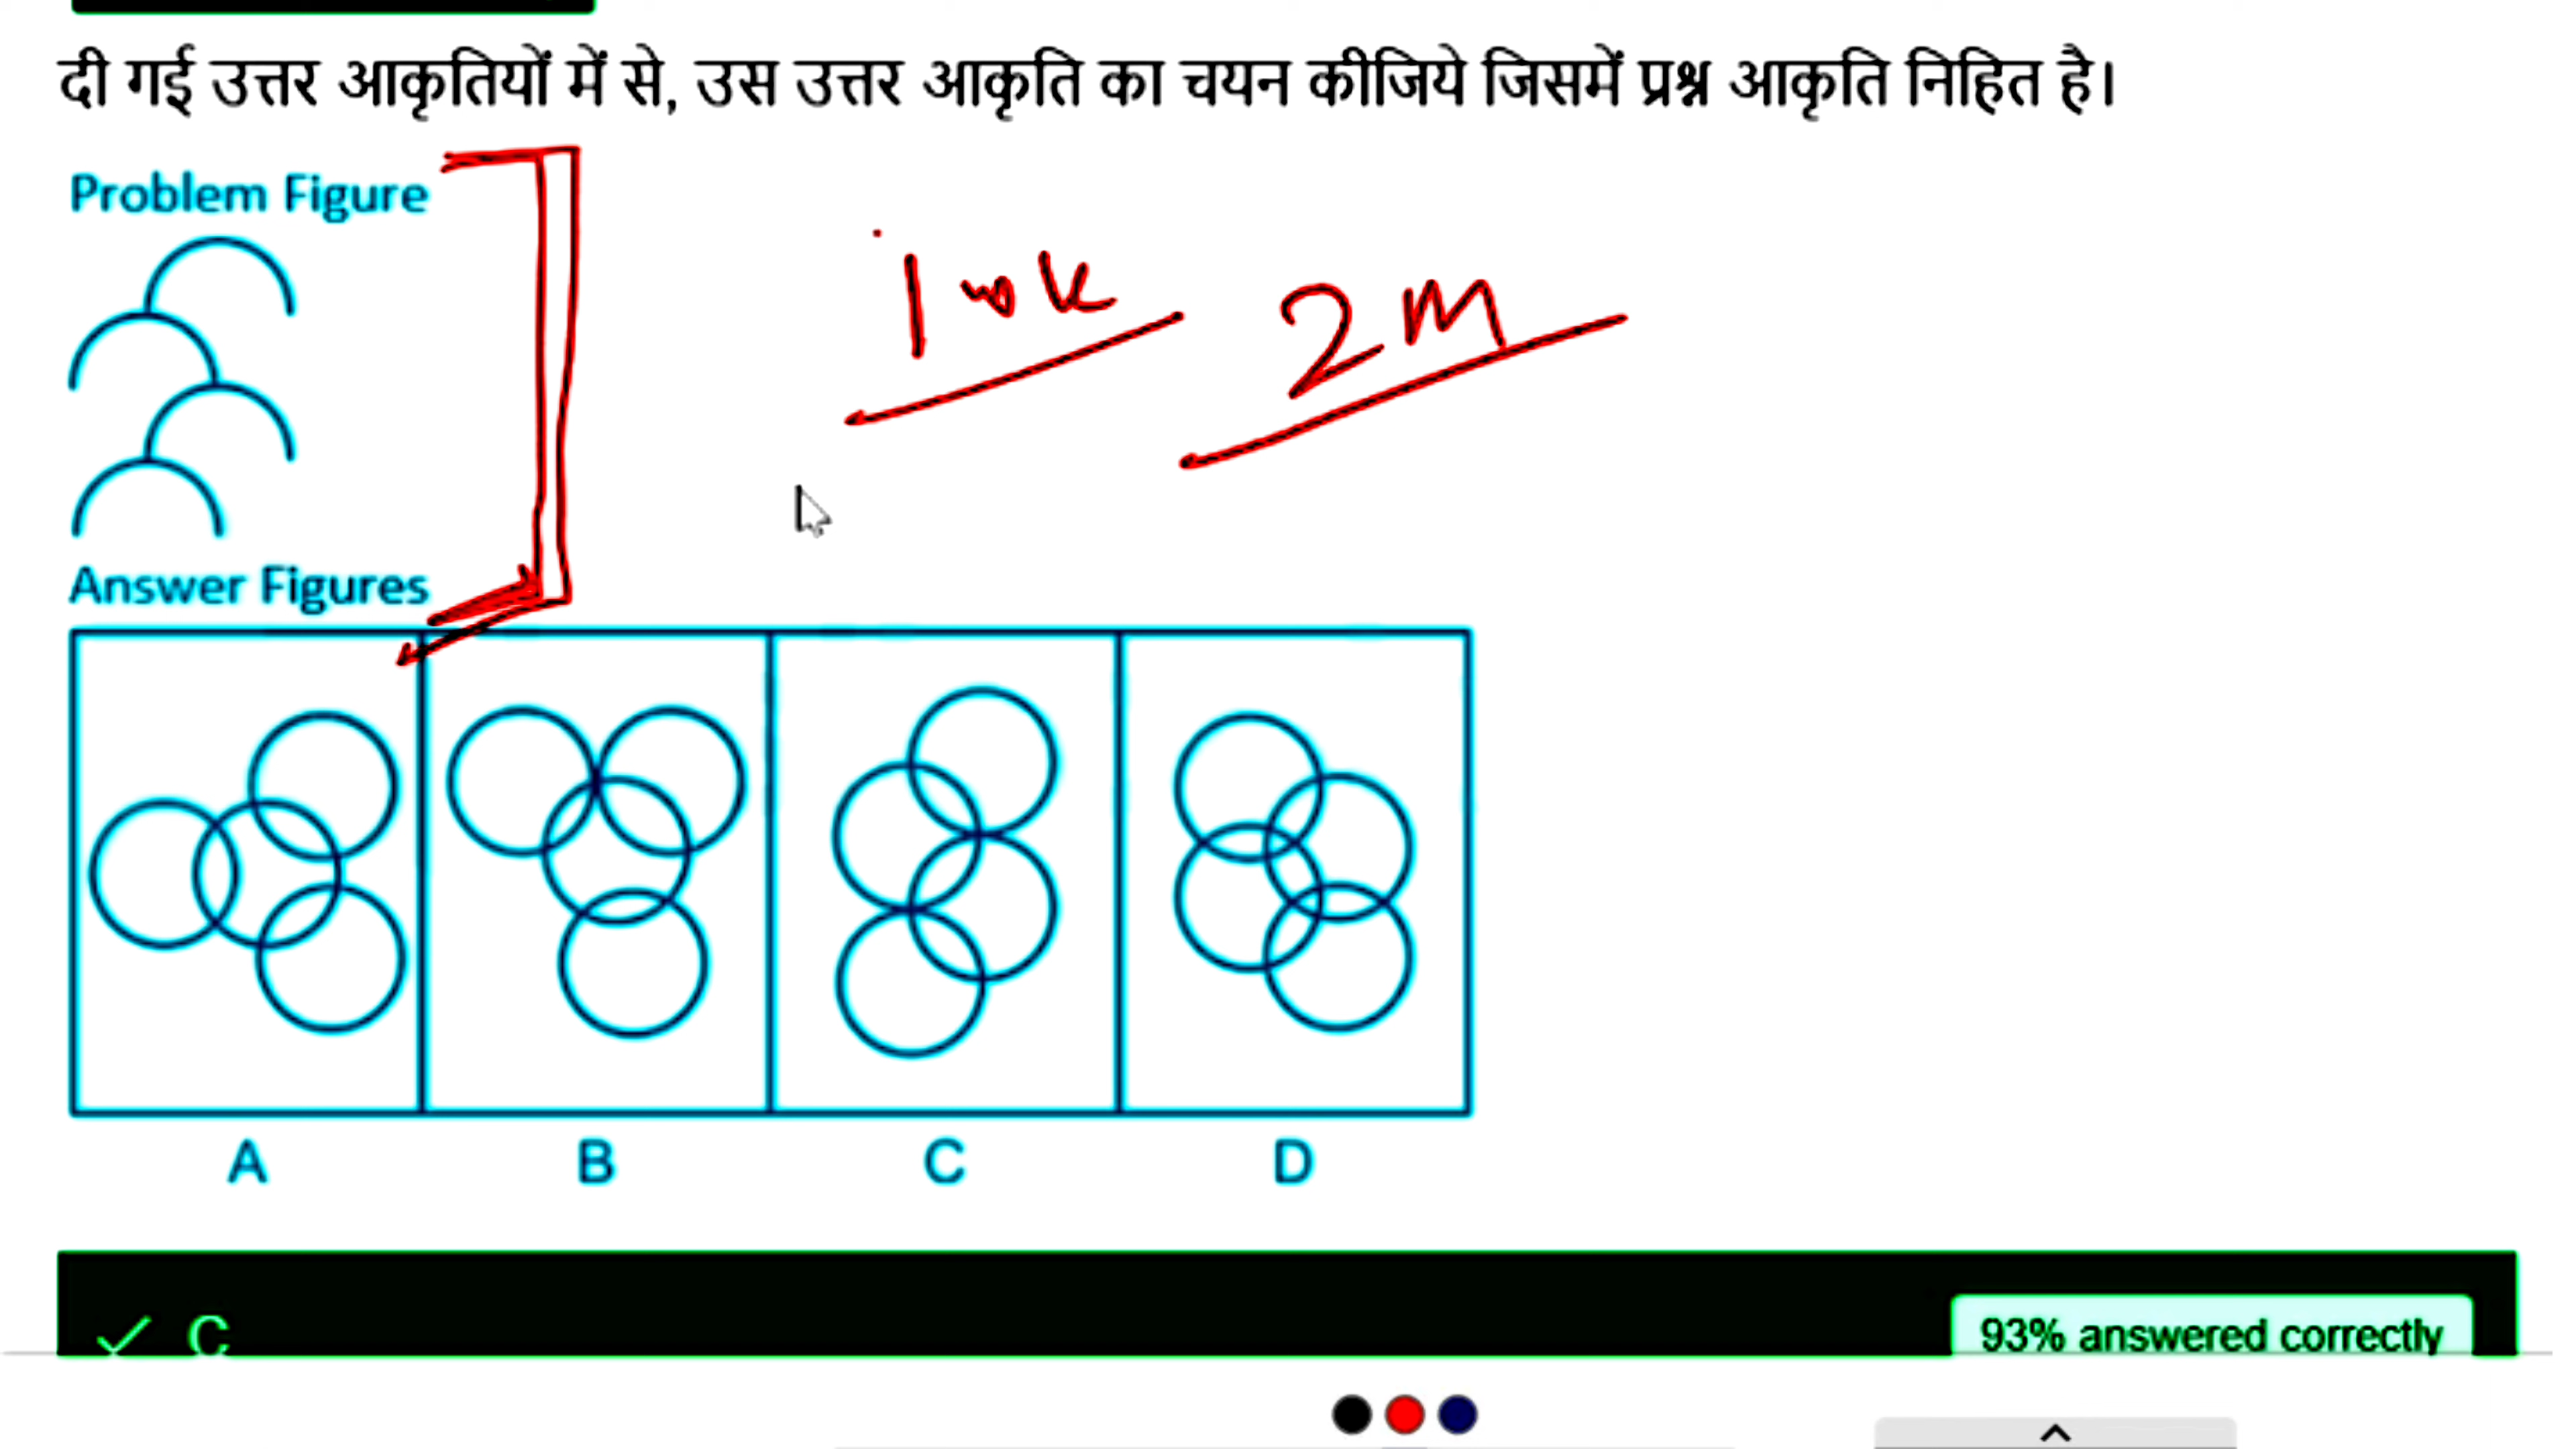 दी गई उत्तर आकृतियों में से, उस उत्तर आकृति का चयन कीजिये जिसमें प्रश्न आकृति निहित है।
Problem Figure
2M
Answer Figures
A B C D
✓ C
93% answered correctly